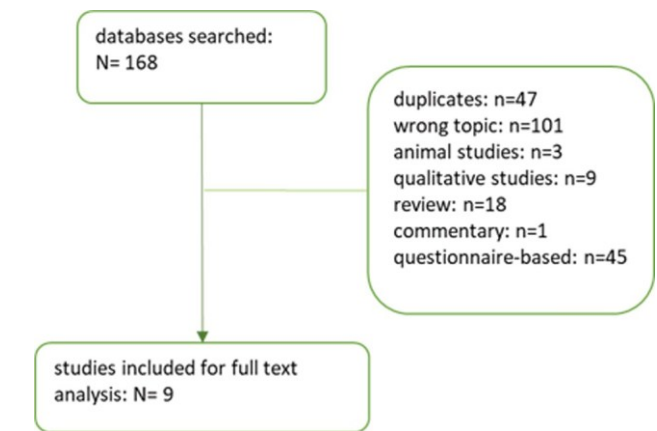 databases searched:
N= 168
duplicates: n=47
wrong topic: n=101
animal studies: n=3
qualitative studies: n=9
review: n=18
commentary: n=1
questionnaire-based: n=45
studies included for full text
analysis: N= 9